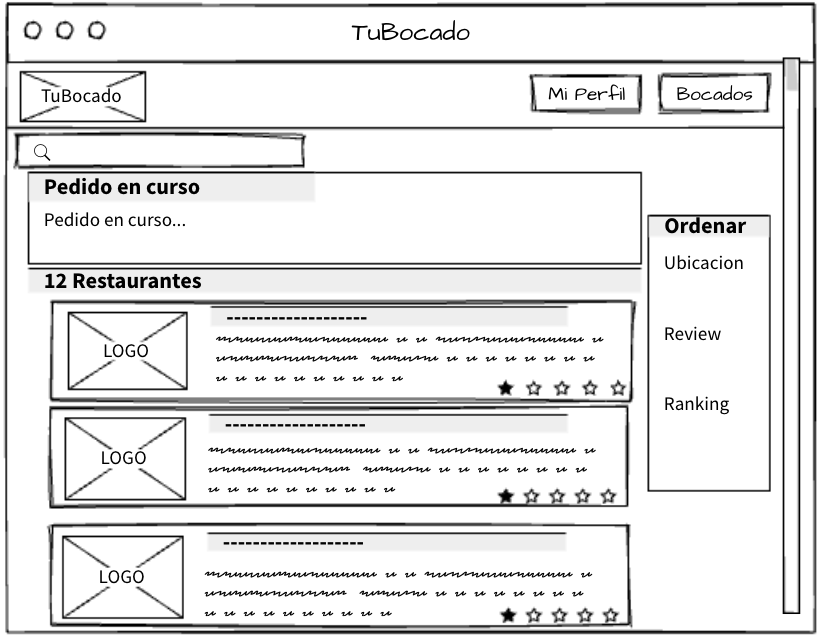 TuBocado
TuBocado
Mi Perfil
Bocados
Pedido en curso
Pedido en curso...
Ordenar
Ubicacion
Review
Ranking
12 Restaurantes
LOGO
LOGO
LOGO